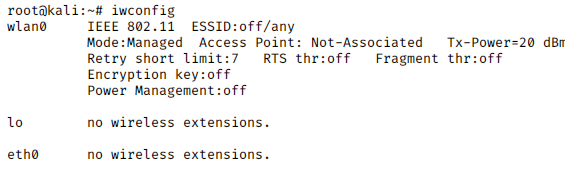 root@kali:~# iwconfig
wlan0     IEEE 802.11  ESSID:off/any
          Mode:Managed  Access Point: Not-Associated   Tx-Power=20 dBm
          Retry short limit:7   RTS thr:off   Fragment thr:off
          Encryption key:off
          Power Management:off
lo        no wireless extensions.
eth0      no wireless extensions.